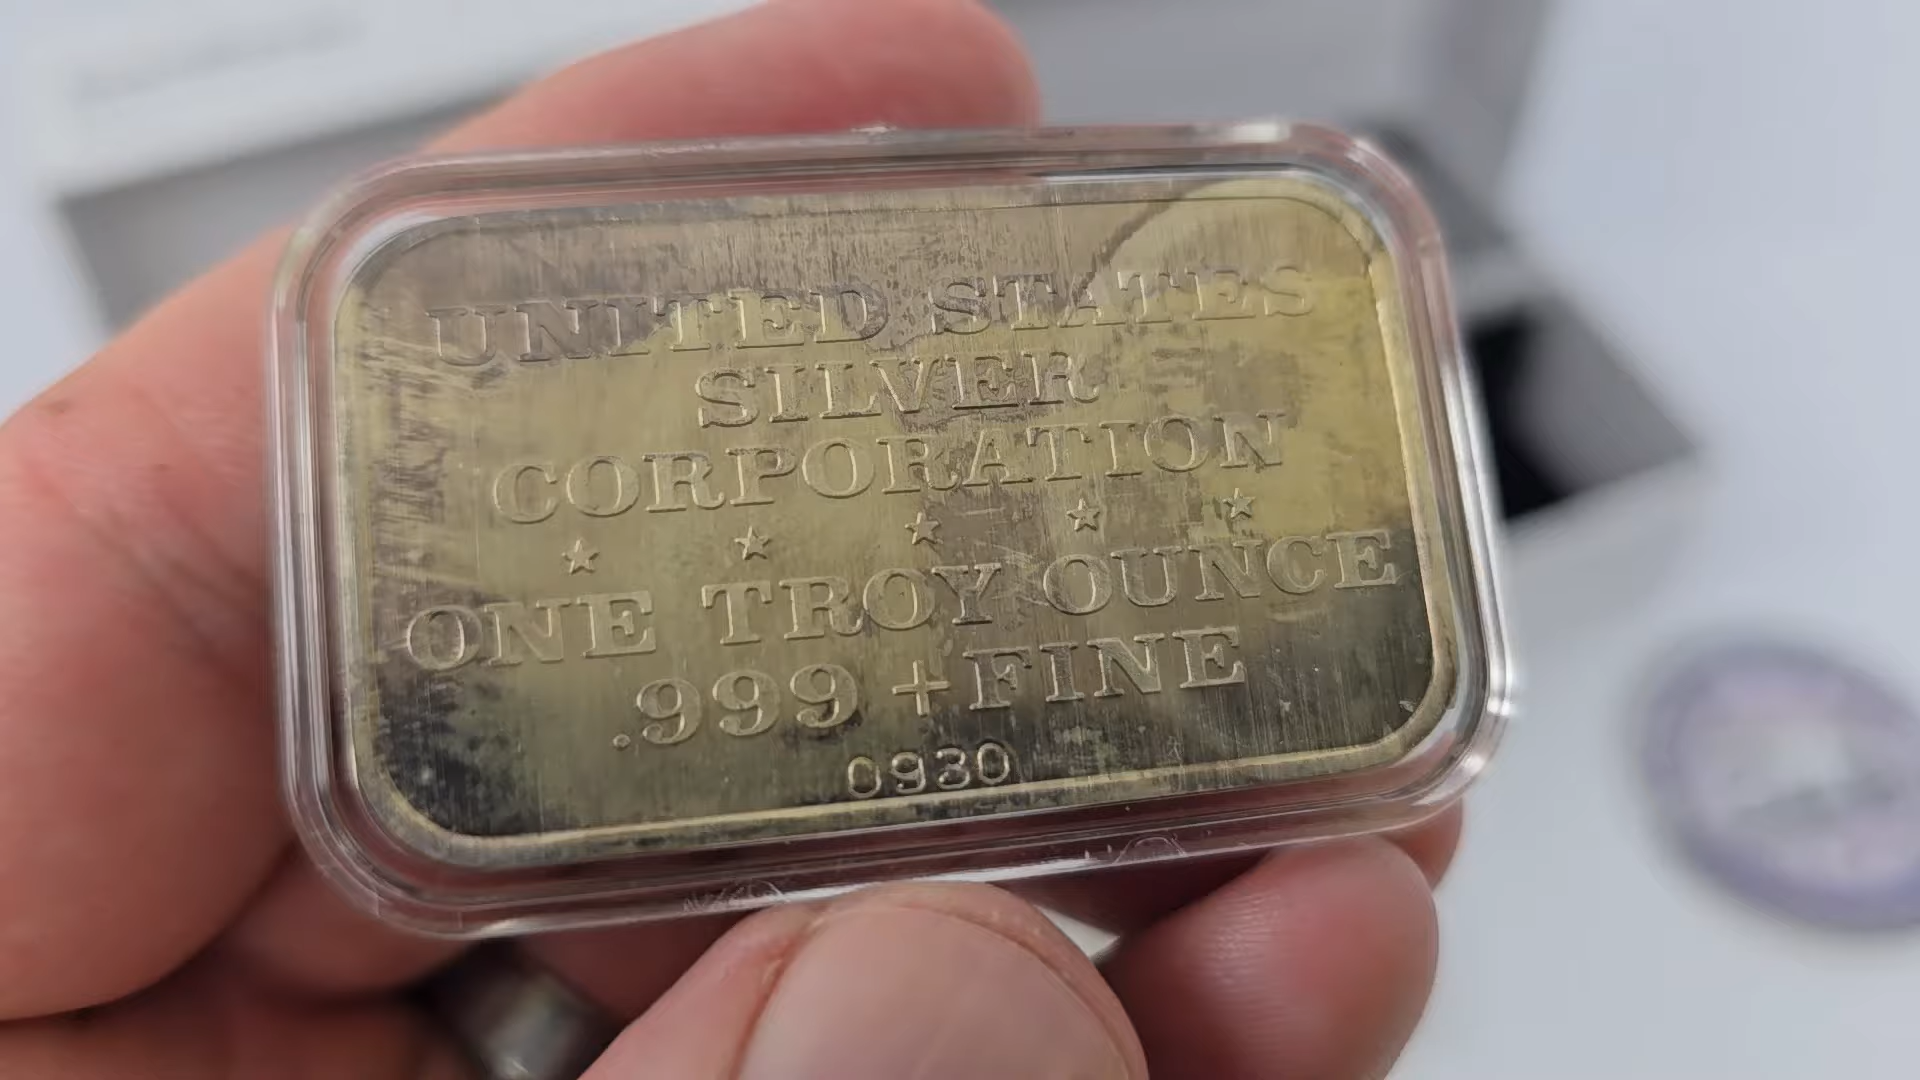 UNITED STATES
SILVER
CORPORATION
★ ★ ★ ★ ★
ONE TROY OUNCE
.999 + FINE
0930